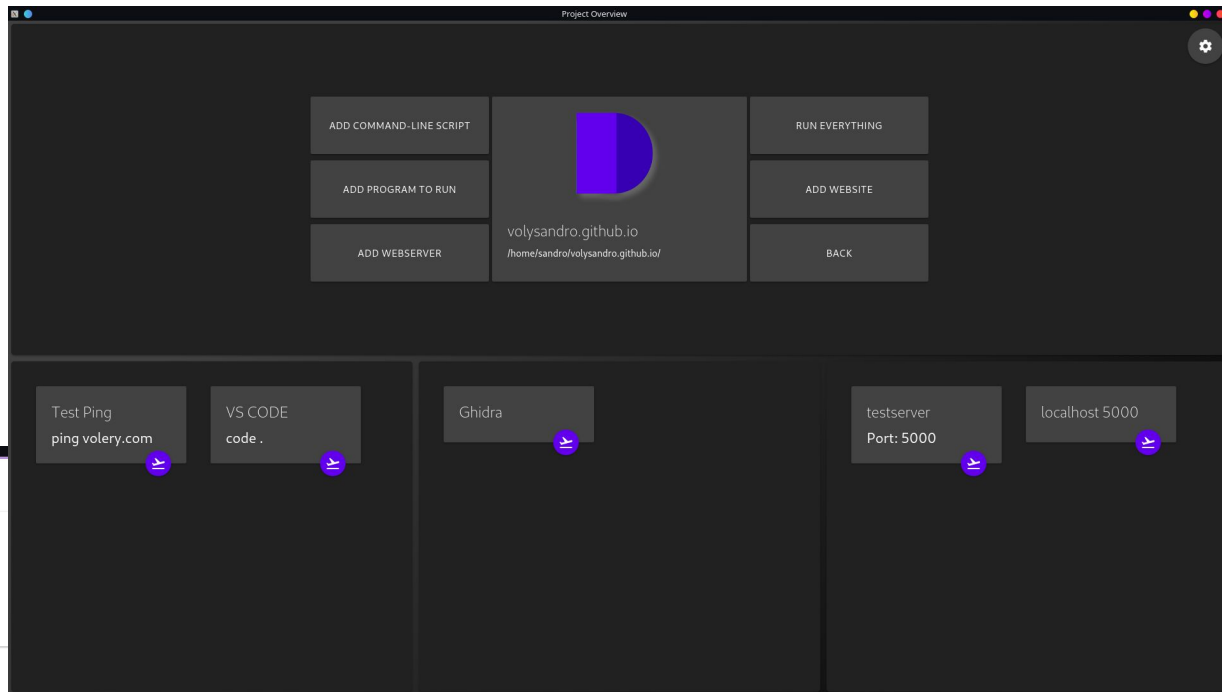 Project Overview
ADD COMMAND-LINE SCRIPT
ADD PROGRAM TO RUN
ADD WEBSERVER
volysandro.github.io
/home/sandro/volysandro.github.io/
RUN EVERYTHING
ADD WEBSITE
BACK
Test Ping
ping volery.com
VS CODE
code .
Ghidra
testserver
Port: 5000
localhost 5000